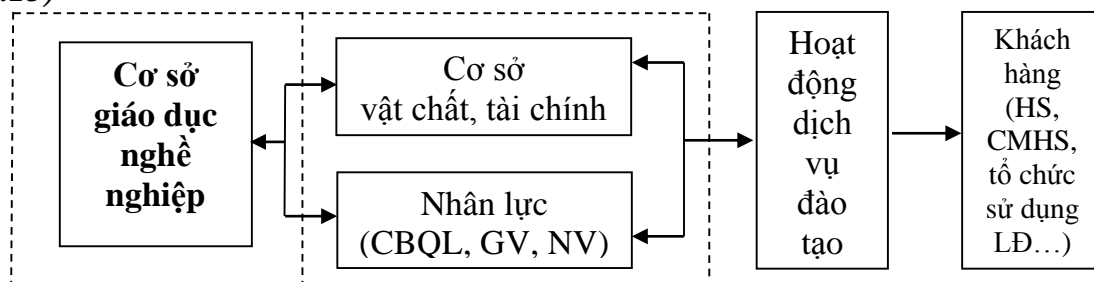 Cơ sở
giáo dục
nghề
nghiệp
Cơ sở
vật chất, tài chính
Nhân lực
(CBQL, GV, NV)
Hoạt
động
dịch
vụ
đào
tạo
Khách
hàng
(HS,
CMHS,
tổ chức
sử dụng
LĐ…)